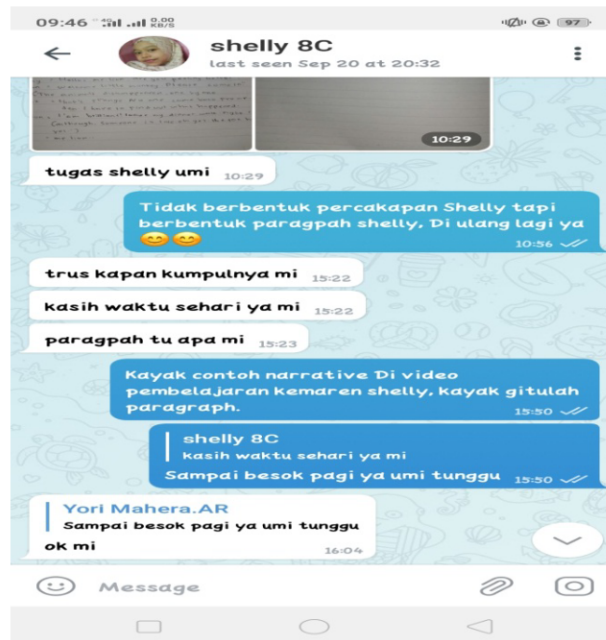 09:46 4G 0.00 KB/S 97
shelly 8C
last seen Sep 20 at 20:32
10:29
tugas shelly umi 10:29
Tidak berbentuk percakapan Shelly tapi
berbentuk paragpah shelly, Di ulang lagi ya
😊😊
10:56
trus kapan kumpulnya mi 15:22
kasih waktu sehari ya mi 15:22
paragpah tu apa mi 15:23
Kayak contoh narrative Di video
pembelajaran kemaren shelly, kayak gitulah
paragraph. 15:50
shelly 8C
kasih waktu sehari ya mi
Sampai besok pagi ya umi tunggu 15:50
Yori Mahera.AR
Sampai besok pagi ya umi tunggu
ok mi 16:04
Message